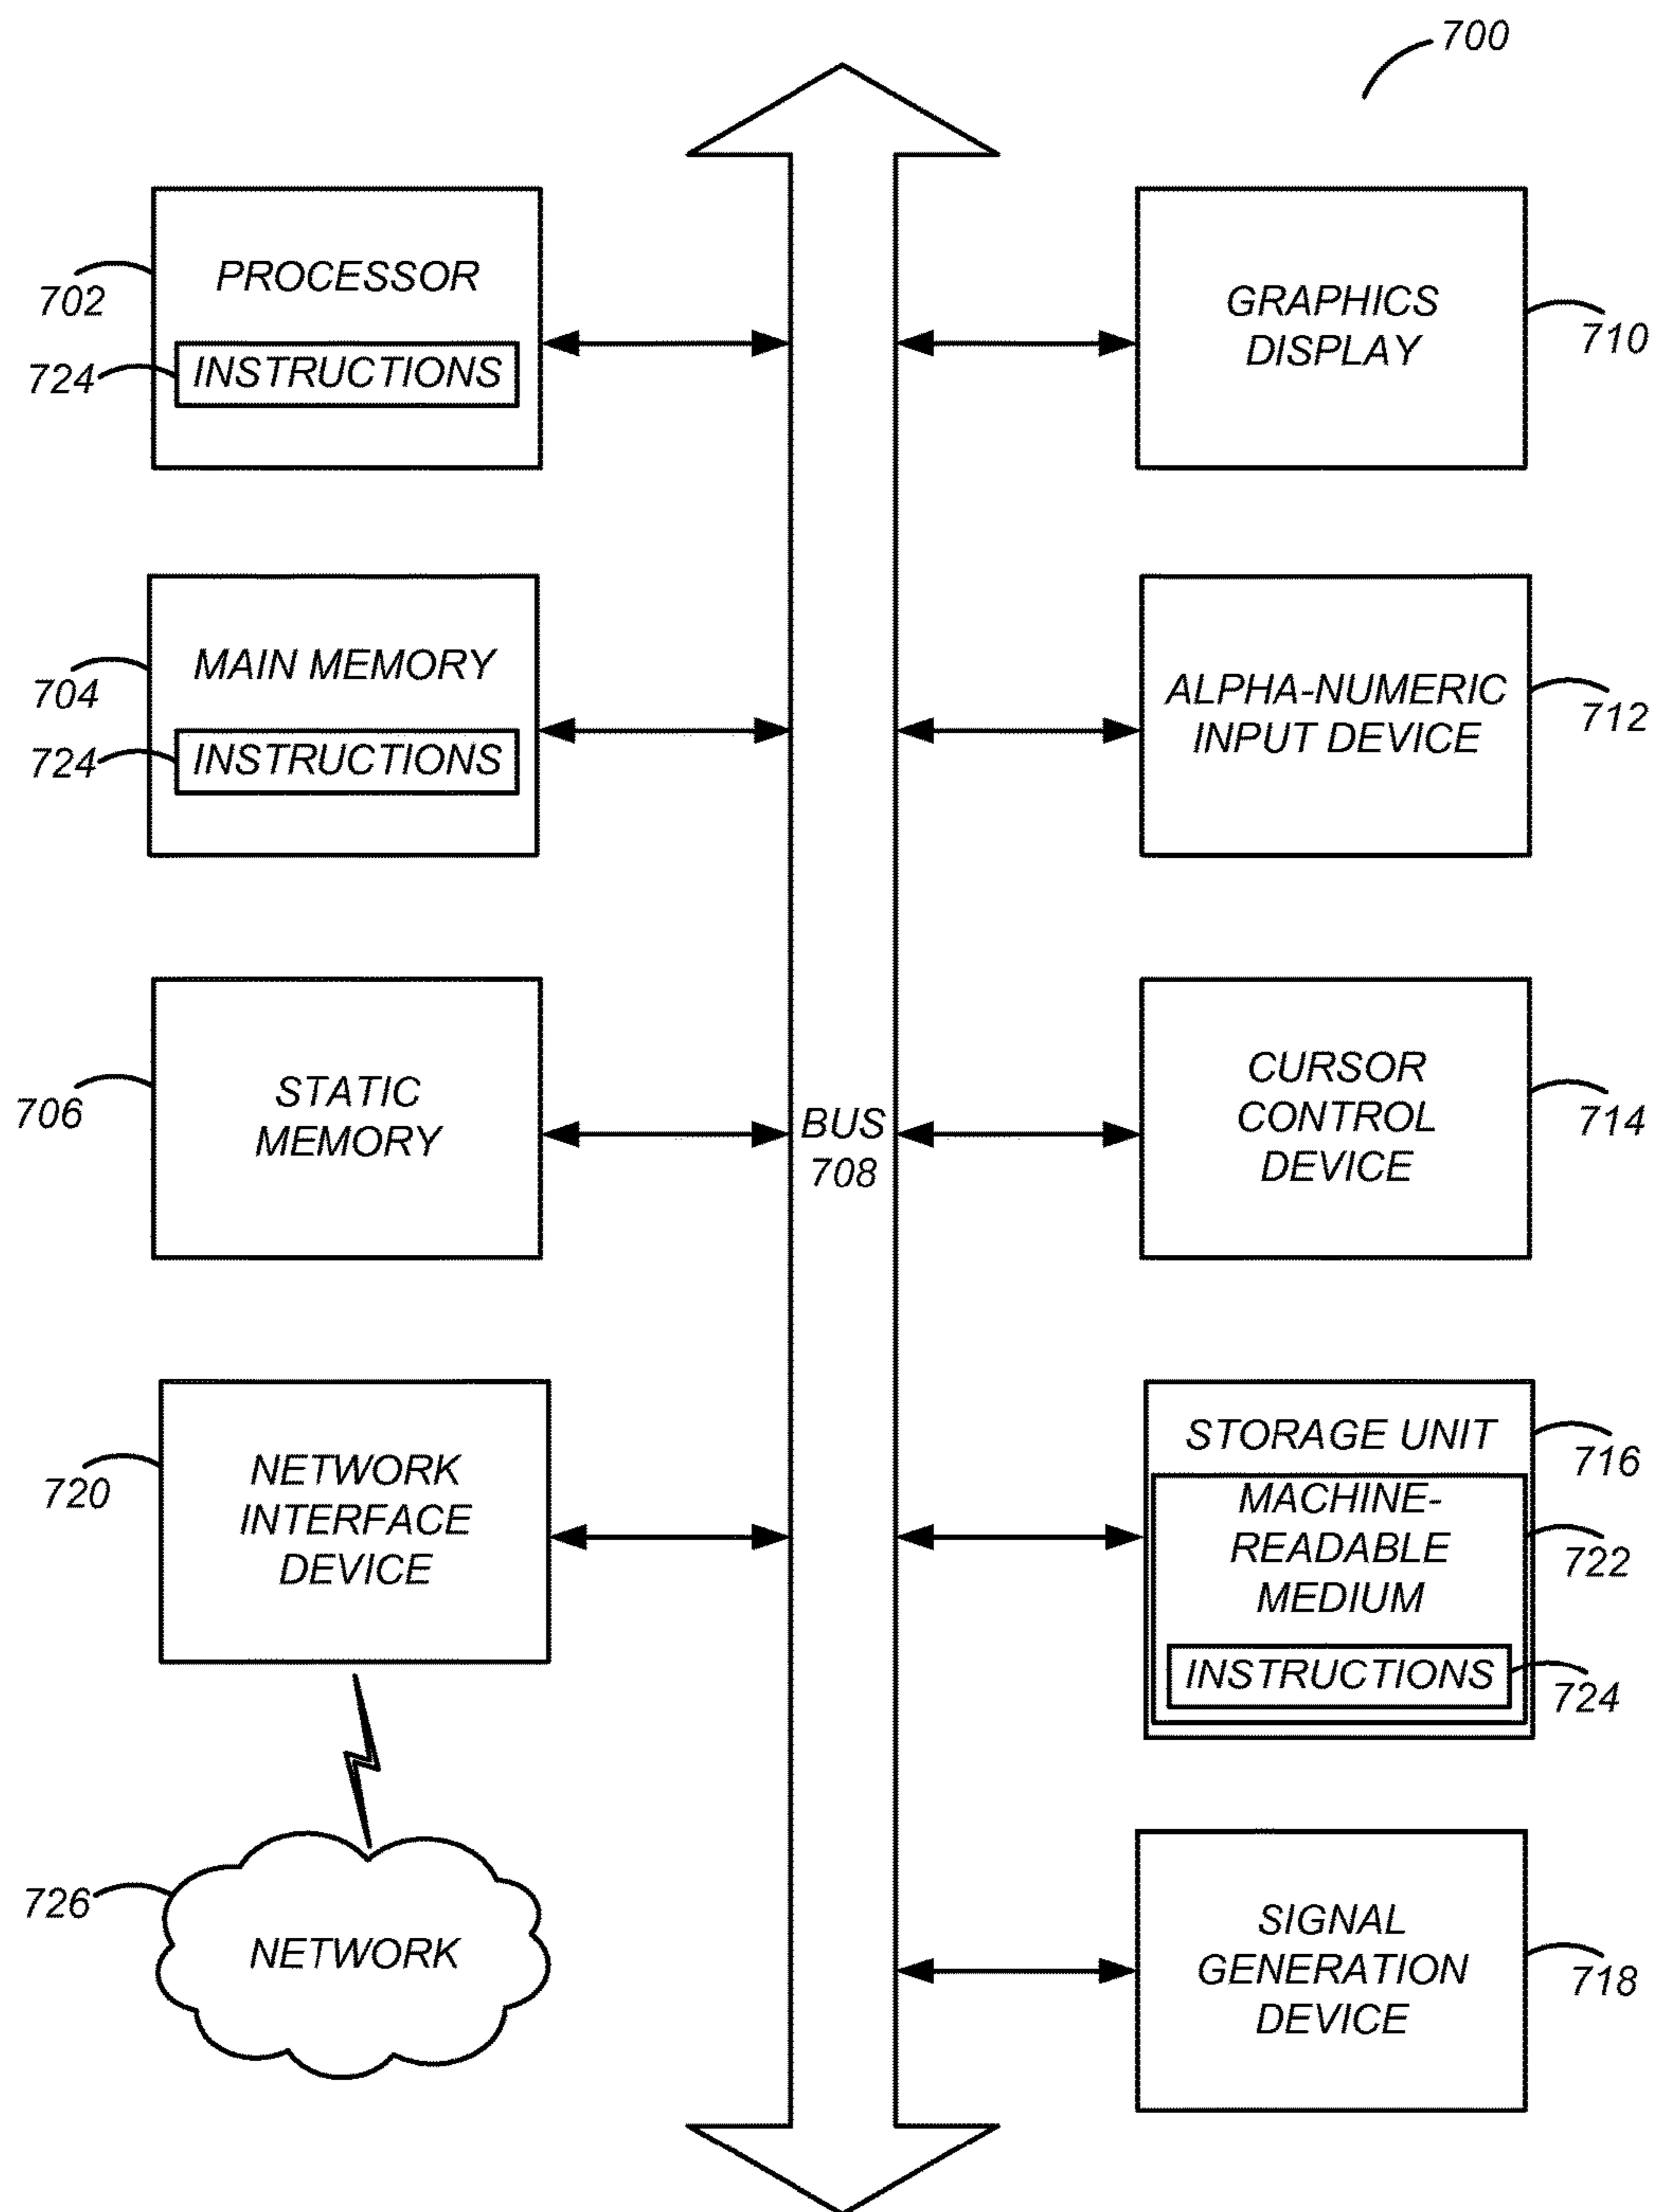 700
PROCESSOR
702
724
INSTRUCTIONS
GRAPHICS
DISPLAY
710
MAIN MEMORY
704
724
INSTRUCTIONS
ALPHA-NUMERIC
INPUT DEVICE
712
STATIC
MEMORY
706
BUS
708
CURSOR
CONTROL
DEVICE
714
NETWORK
INTERFACE
DEVICE
720
STORAGE UNIT
716
MACHINE-
READABLE
MEDIUM
722
INSTRUCTIONS
724
726
NETWORK
SIGNAL
GENERATION
DEVICE
718